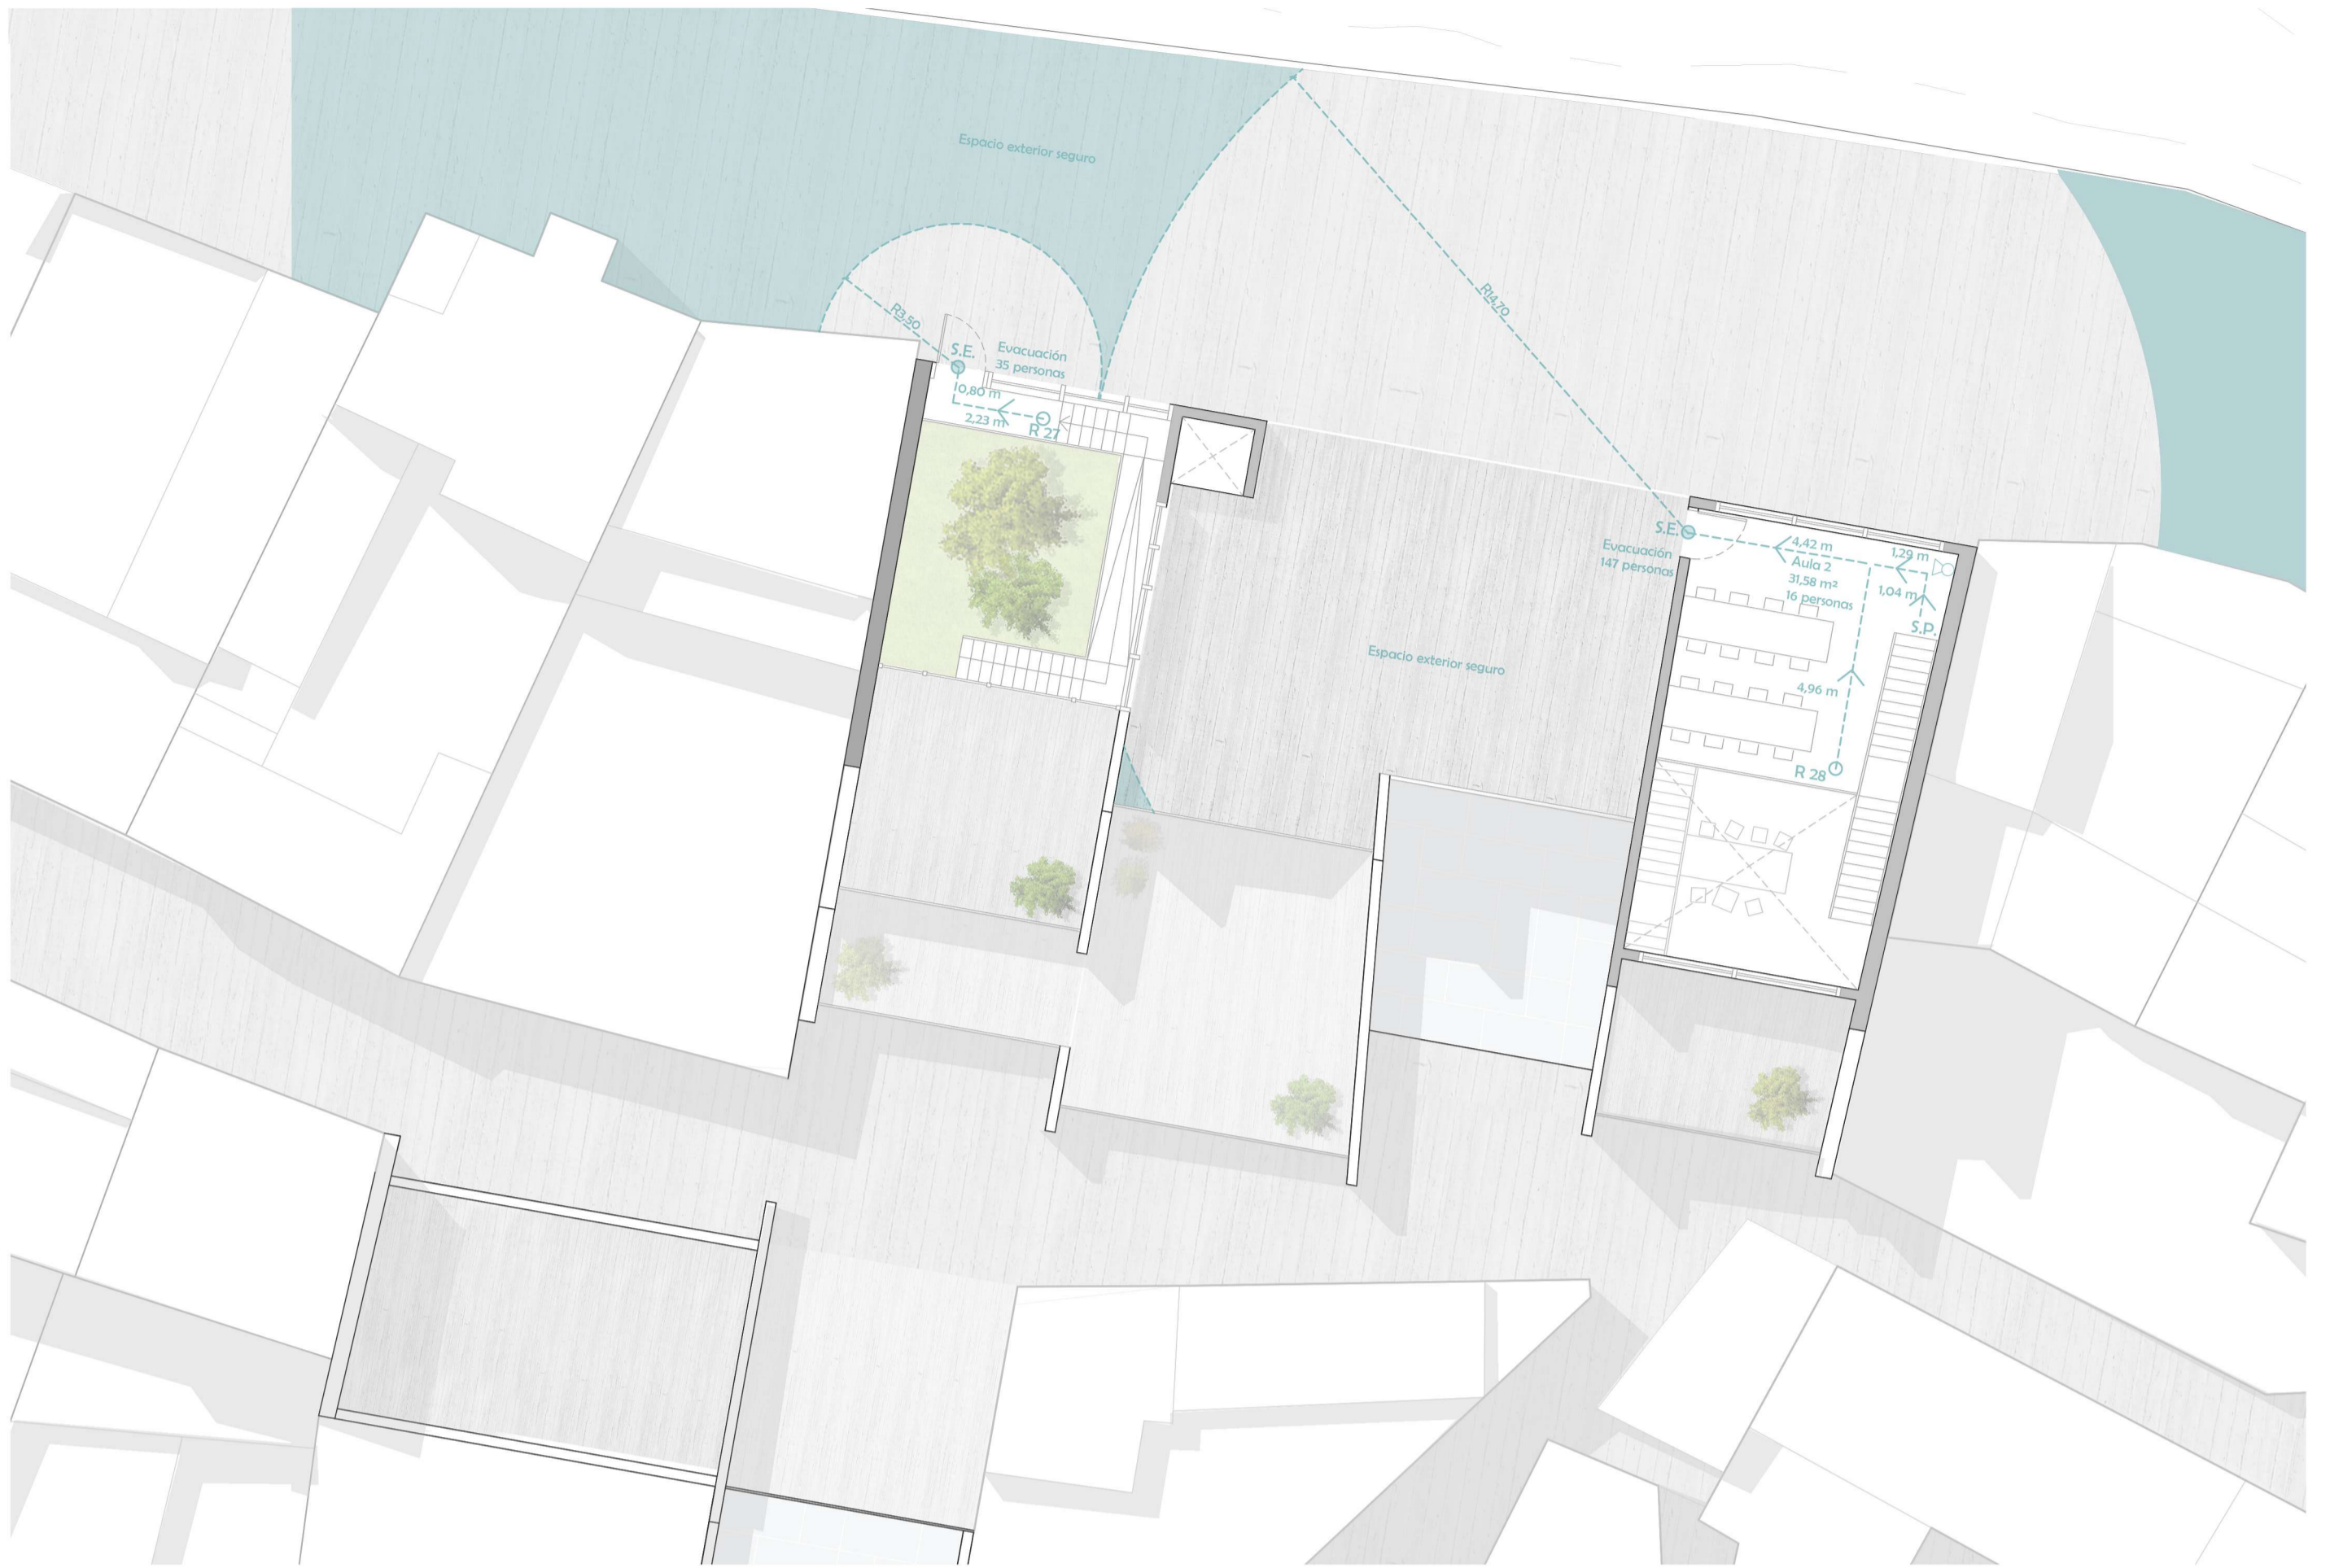 Espacio exterior seguro
R3,50
R14,70
S.E.
Evacuación
35 personas
0,80 m
2,23 m
R 27
S.E.
Evacuación
147 personas
4,42 m
Aula 2
31,58 m²
16 personas
1,29 m
1,04 m
S.P.
Espacio exterior seguro
4,96 m
R 28